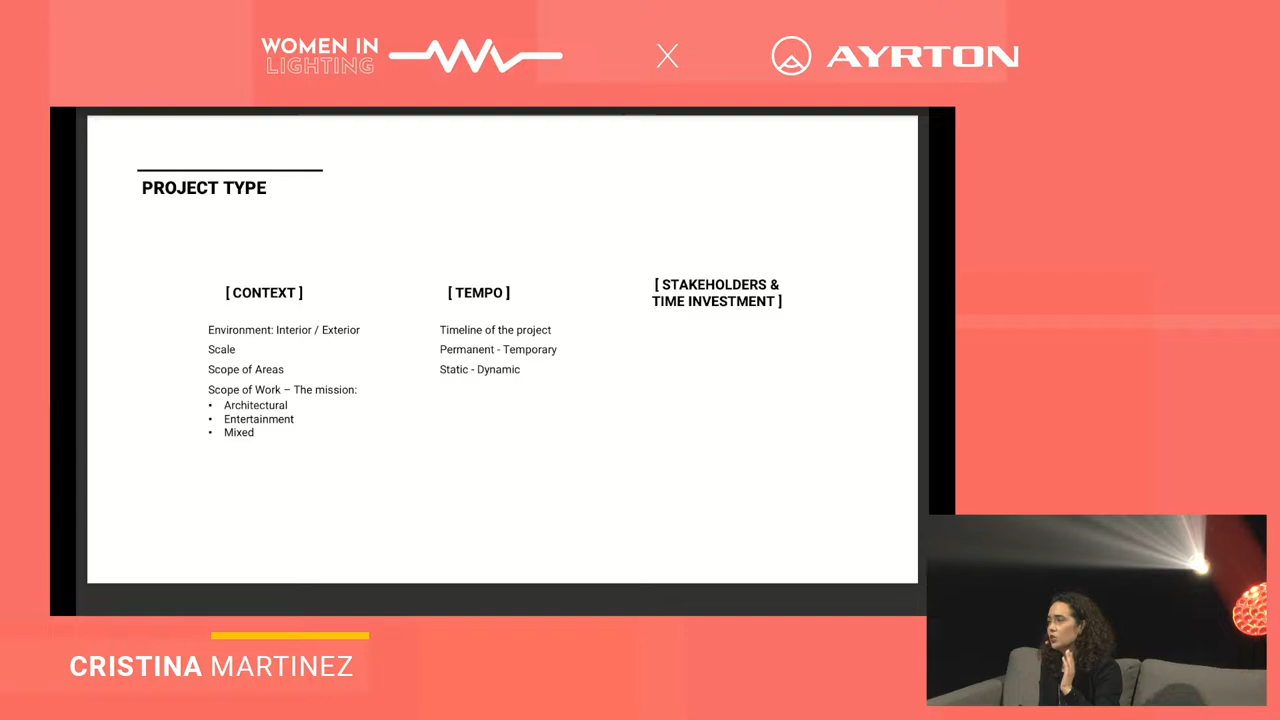 WOMEN IN
LIGHTING
X
AYRTON
PROJECT TYPE
[ CONTEXT ]
Environment: Interior / Exterior
Scale
Scope of Areas
Scope of Work – The mission:
• Architectural
• Entertainment
• Mixed
[ TEMPO ]
Timeline of the project
Permanent - Temporary
Static - Dynamic
[ STAKEHOLDERS &
TIME INVESTMENT ]
CRISTINA MARTINEZ